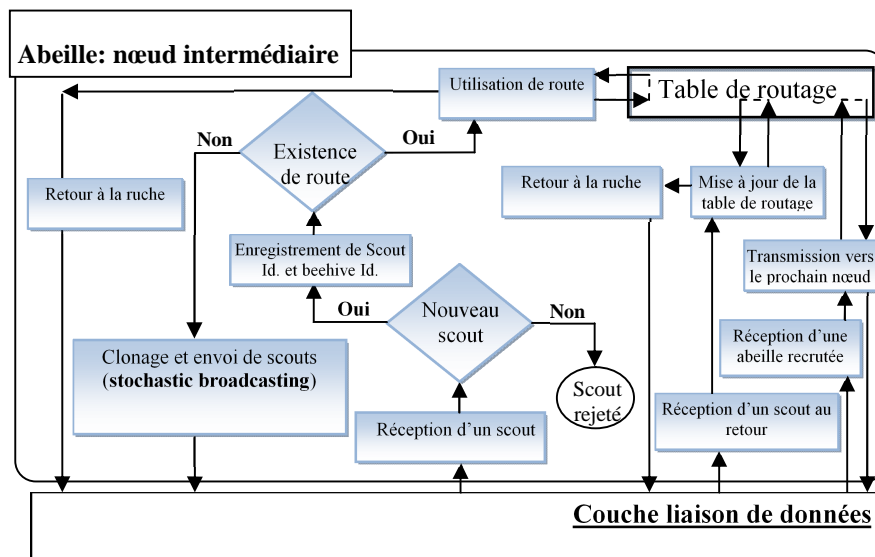 Abeille: nœud intermédiaire
Utilisation de route
Table de routage
Non
Oui
Existence
de route
Retour à la ruche
Retour à la ruche
Mise à jour de la
table de routage
Enregistrement de Scout
Id. et beehive Id.
Transmission vers
le prochain nœud
Oui
Nouveau
scout
Non
Clonage et envoi de scouts
(stochastic broadcasting)
Réception d'une
abeille recrutée
Scout
rejeté
Réception d'un scout
Réception d'un scout au
retour
Couche liaison de données